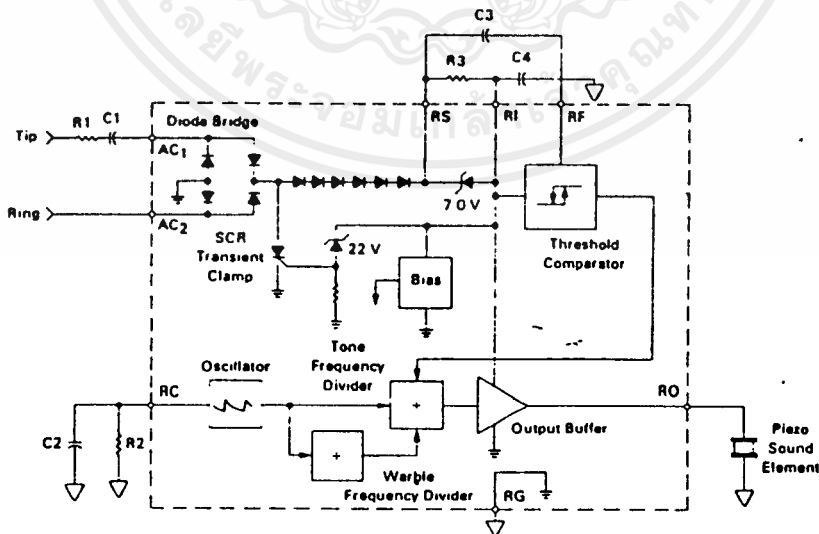 C3
R3
C4
RS
RI
RF
R1
C1
Tip
Diode Bridge
AC1
Ring
AC2
7 0 V
SCR
Transient
Clamp
22 V
Bias
Threshold
Comparator
Tone
Frequency
Divider
Oscillator
RC
RO
Output Buffer
C2
R2
Piezo
Sound
Element
Warble
Frequency Divider
RG